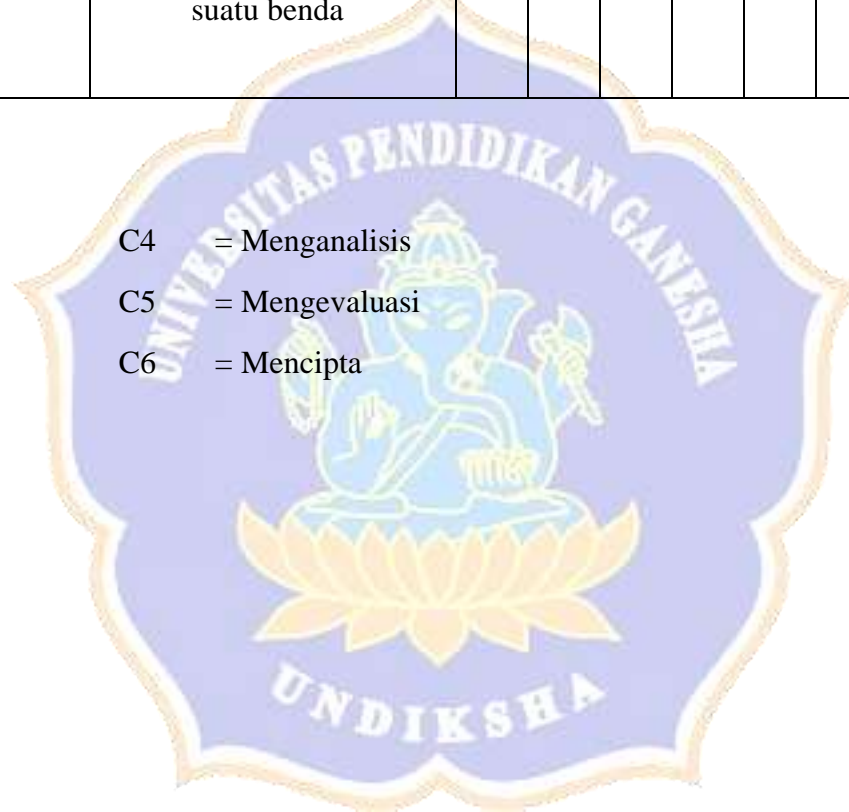 suatu benda
UNIVERSITAS PENDIDIKAN GANESHA
C4 = Menganalisis
C5 = Mengevaluasi
C6 = Mencipta
UNDIKSHA